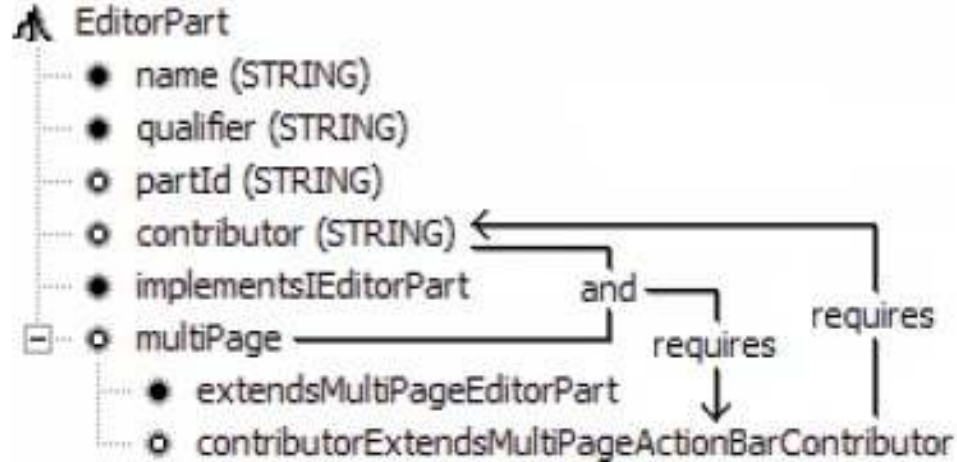 EditorPart
name (STRING)
qualifier (STRING)
partId (STRING)
contributor (STRING)
implementsIEditorPart
and
multiPage
requires
requires
extendsMultiPageEditorPart
contributorExtendsMultiPageActionBarContributor